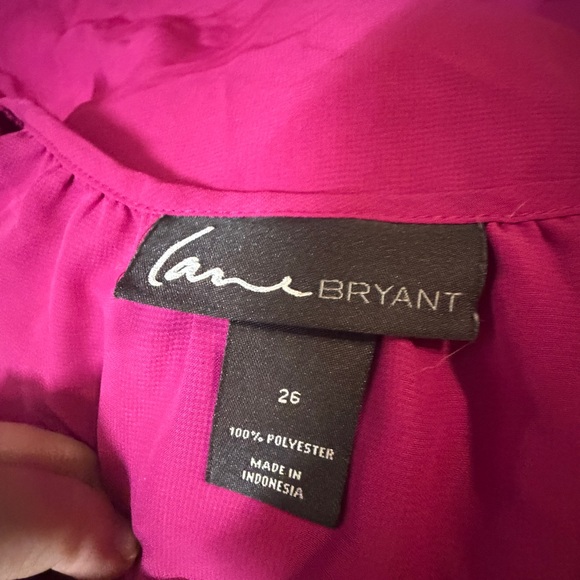 Lane BRYANT
26
100% POLYESTER
MADE IN
INDONESIA